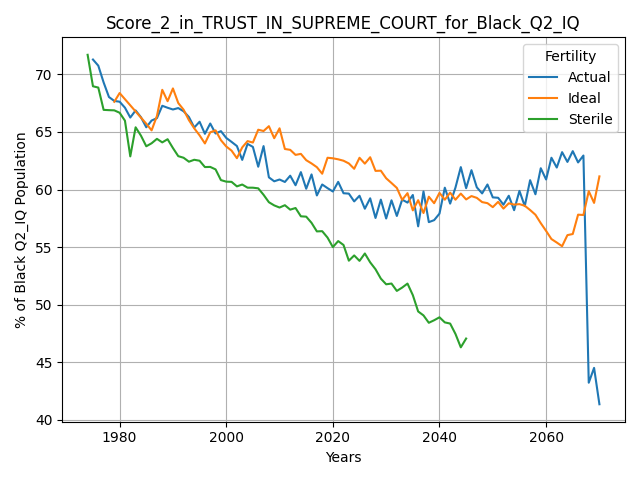 Score_2_in_TRUST_IN_SUPREME_COURT_for_Black_Q2_IQ
Fertility
Actual
Ideal
Sterile
% of Black Q2_IQ Population
70
65
60
55
50
45
40
1980
2000
2020
2040
2060
Years